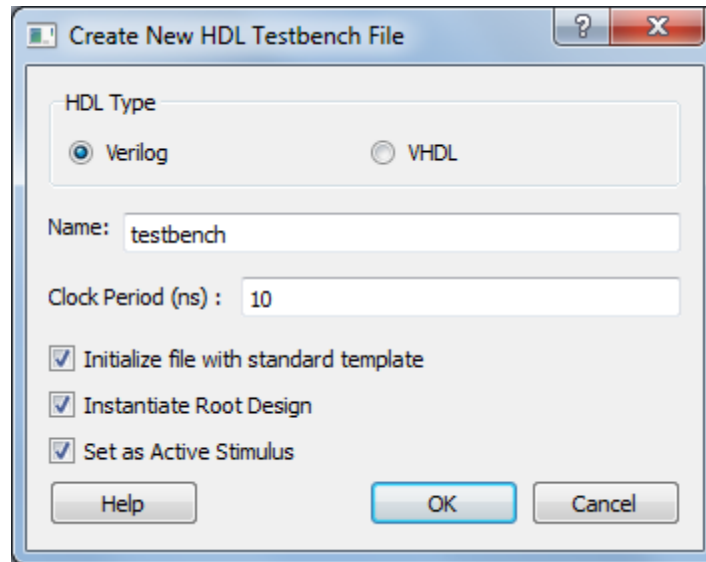 Create New HDL Testbench File
HDL Type
Verilog VHDL
Name: testbench
Clock Period (ns) : 10
Initialize file with standard template
Instantiate Root Design
Set as Active Stimulus
Help OK Cancel